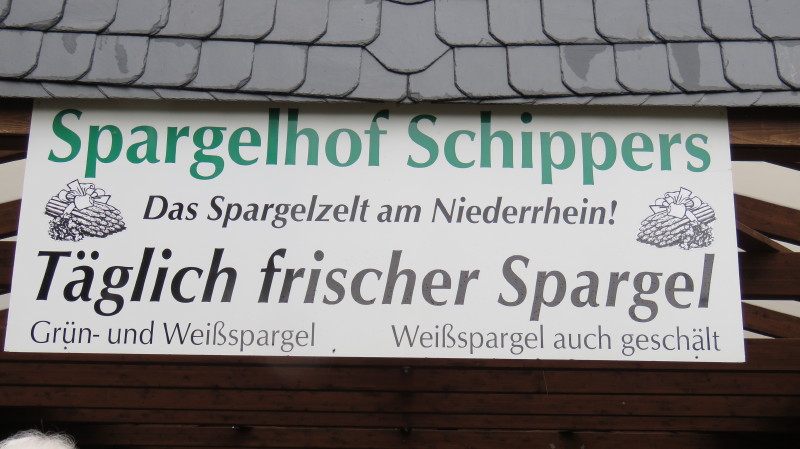 Spargelhof Schippers
Das Spargelzelt am Niederrhein!
Täglich frischer Spargel
Grün- und Weißspargel Weißspargel auch geschält